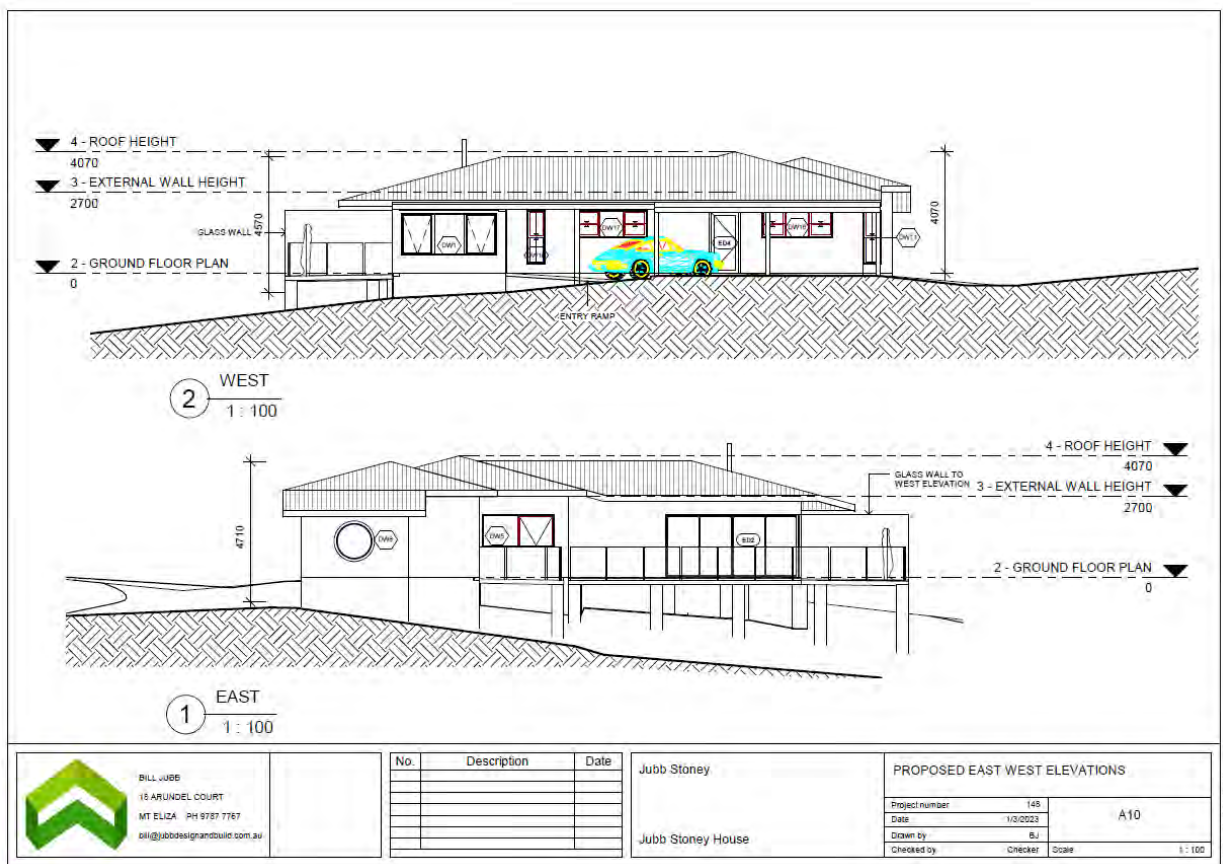 4 - ROOF HEIGHT
4070
3 - EXTERNAL WALL HEIGHT
2700
GLASS WALL
4570
2 - GROUND FLOOR PLAN
0
DW1
DW17
ED4
DW16
DW11
4070
ENTRY RAMP
2
WEST
1 : 100
4 - ROOF HEIGHT
4070
GLASS WALL TO
WEST ELEVATION
3 - EXTERNAL WALL HEIGHT
2700
4710
DW5
ED2
2 - GROUND FLOOR PLAN
0
1
EAST
1 : 100
BILL JUBB
15 ARUNDEL COURT
MT ELIZA PH 9787 7767
bill@jubbdesignandbuild.com.au
No. Description Date
Jubb Stoney
Jubb Stoney House
PROPOSED EAST WEST ELEVATIONS
Project number
Date 1/3/2023
Drawn by BJ
Checked by Checker
A10
Scale 1 : 100